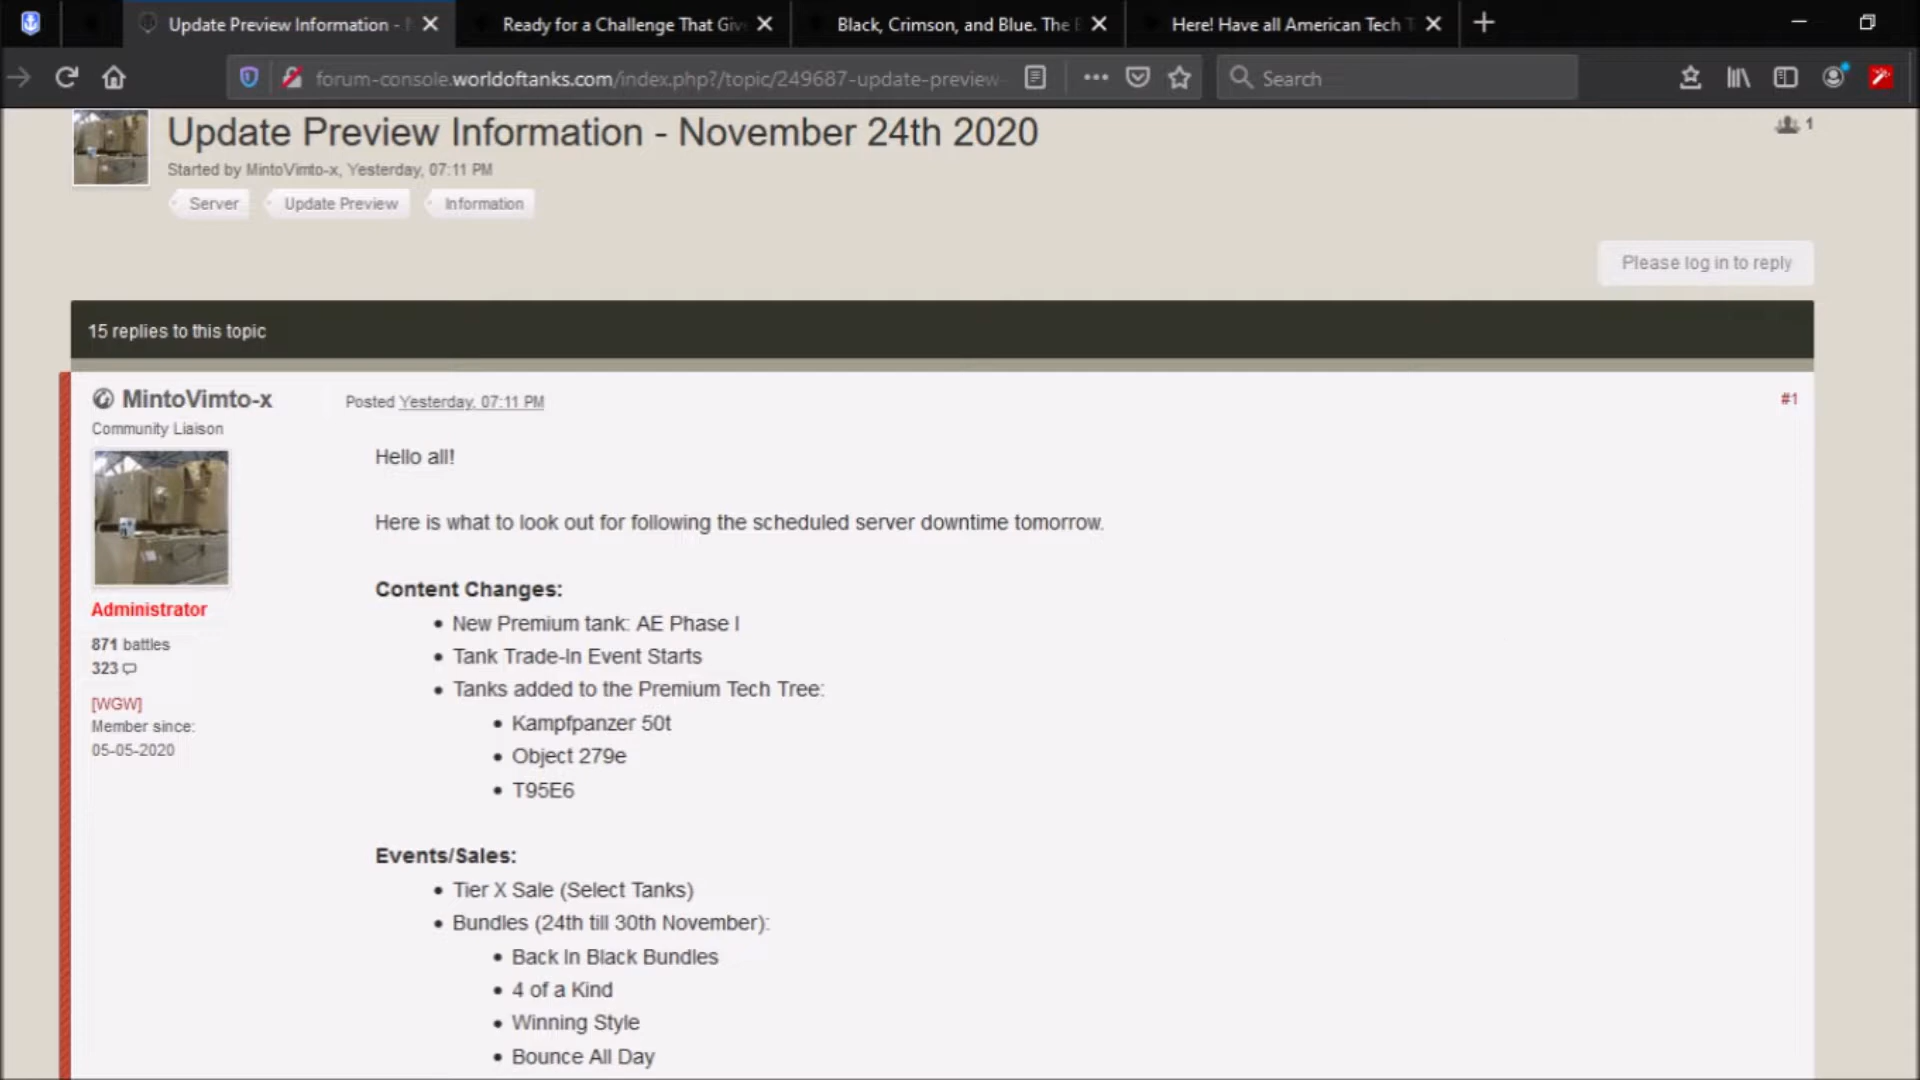 Update Preview Information -
Ready for a Challenge That Giv
Black, Crimson, and Blue. The
Here! Have all American Tech
forum-console.worldoftanks.com/index.php?/topic/249687-update-preview-
Search
Update Preview Information - November 24th 2020
1
Started by MintoVimto-x, Yesterday, 07:11 PM
Server
Update Preview
Information
Please log in to reply
15 replies to this topic
MintoVimto-x
Posted Yesterday, 07:11 PM
#1
Community Liaison
Hello all!
Here is what to look out for following the scheduled server downtime tomorrow.
Content Changes:
Administrator
• New Premium tank: AE Phase I
871 battles
• Tank Trade-In Event Starts
323
• Tanks added to the Premium Tech Tree:
[WGW]
• Kampfpanzer 50t
Member since:
05-05-2020
• Object 279e
• T95E6
Events/Sales:
• Tier X Sale (Select Tanks)
• Bundles (24th till 30th November):
• Back In Black Bundles
• 4 of a Kind
• Winning Style
• Bounce All Day